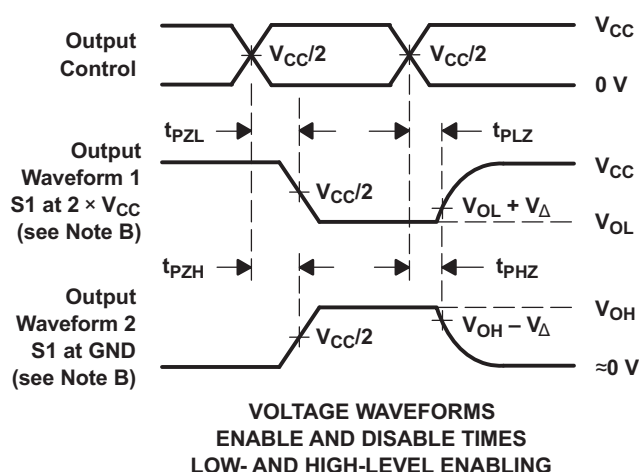 Output
Control
V_CC/2
V_CC/2
V_CC
0 V
t_PZL
t_PLZ
Output
Waveform 1
S1 at 2 × V_CC
(see Note B)
V_CC/2
V_CC
V_OL + V_Δ
V_OL
t_PZH
t_PHZ
Output
Waveform 2
S1 at GND
(see Note B)
V_CC/2
V_OH
V_OH – V_Δ
≈0 V
VOLTAGE WAVEFORMS
ENABLE AND DISABLE TIMES
LOW- AND HIGH-LEVEL ENABLING